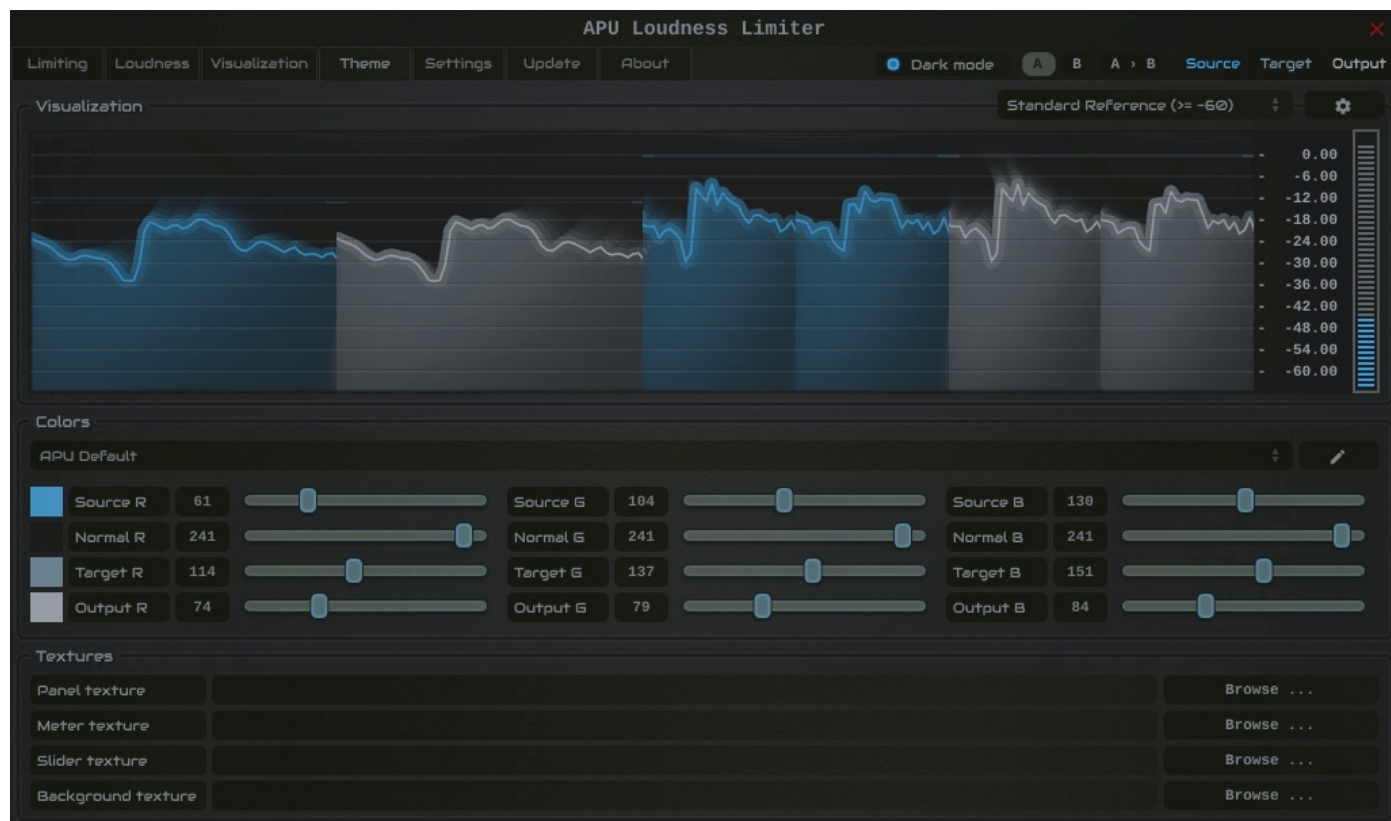 APU Loudness Limiter
Limiting Loudness Visualization Theme Settings Update About Dark mode A B A › B Source Target Output
Visualization Standard Reference (>= -60)
- 0.00
- -6.00
- -12.00
- -18.00
- -24.00
- -30.00
- -36.00
- -42.00
- -48.00
- -54.00
- -60.00
Colors
APU Default
Source R 61 Source G 104 Source B 130
Normal R 241 Normal G 241 Normal B 241
Target R 114 Target G 137 Target B 151
Output R 74 Output G 79 Output B 84
Textures
Panel texture Browse ...
Meter texture Browse ...
Slider texture Browse ...
Background texture Browse ...